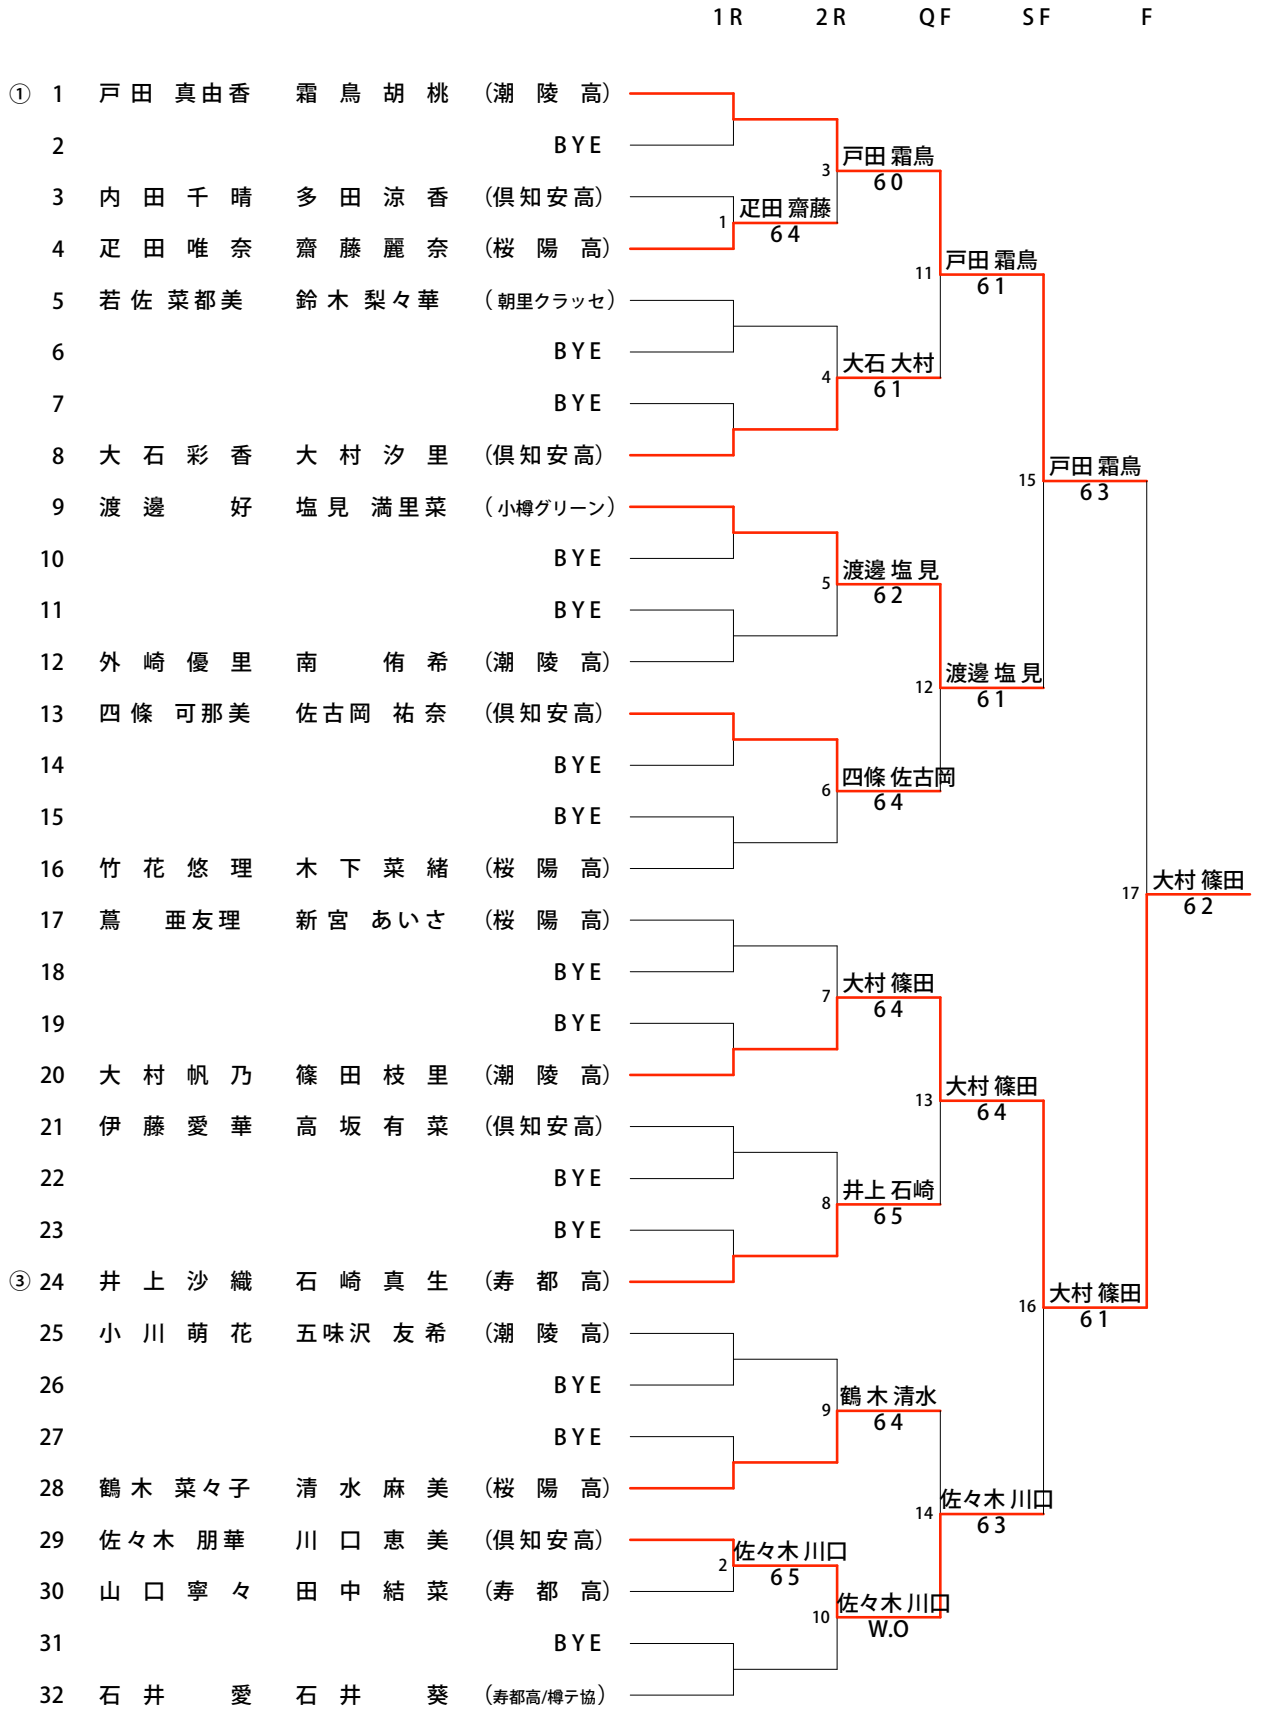 1R 2R QF SF F
① 1 戸田 真由香 霜鳥胡桃 (潮陵高)
2 BYE
戸田 霜鳥
3 60
3 内田千晴 多田涼香 (倶知安高)
疋田 齋藤
1 64
4 疋田唯奈 齋藤麗奈 (桜陽高)
戸田 霜鳥
11 61
5 若佐 菜都美 鈴木 梨々華 (朝里クラッセ)
6 BYE
大石 大村
4 61
7 BYE
8 大石彩香 大村汐里 (倶知安高)
戸田 霜鳥
15 63
9 渡邊 好 塩見 満里菜 (小樽グリーン)
10 BYE
渡邊 塩見
5 62
11 BYE
12 外崎優里 南 侑希 (潮陵高)
渡邊 塩見
12 61
13 四條 可那美 佐古岡 祐奈 (倶知安高)
14 BYE
四條 佐古岡
6 64
15 BYE
16 竹花悠理 木下菜緒 (桜陽高)
大村 篠田
17 62
17 蔦 亜友理 新宮 あいさ (桜陽高)
18 BYE
大村 篠田
7 64
19 BYE
20 大村帆乃 篠田枝里 (潮陵高)
大村 篠田
13 64
21 伊藤愛華 高坂有菜 (倶知安高)
22 BYE
井上 石崎
8 65
23 BYE
③ 24 井上沙織 石崎真生 (寿都高)
大村 篠田
16 61
25 小川萌花 五味沢 友希 (潮陵高)
26 BYE
鶴木 清水
9 64
27 BYE
28 鶴木 菜々子 清水麻美 (桜陽高)
佐々木 川口
14 63
29 佐々木 朋華 川口恵美 (倶知安高)
佐々木 川口
2 65
30 山口寧々 田中結菜 (寿都高)
佐々木 川口
10 W.O
31 BYE
32 石井 愛 石井 葵 (寿都高/樽テ協)